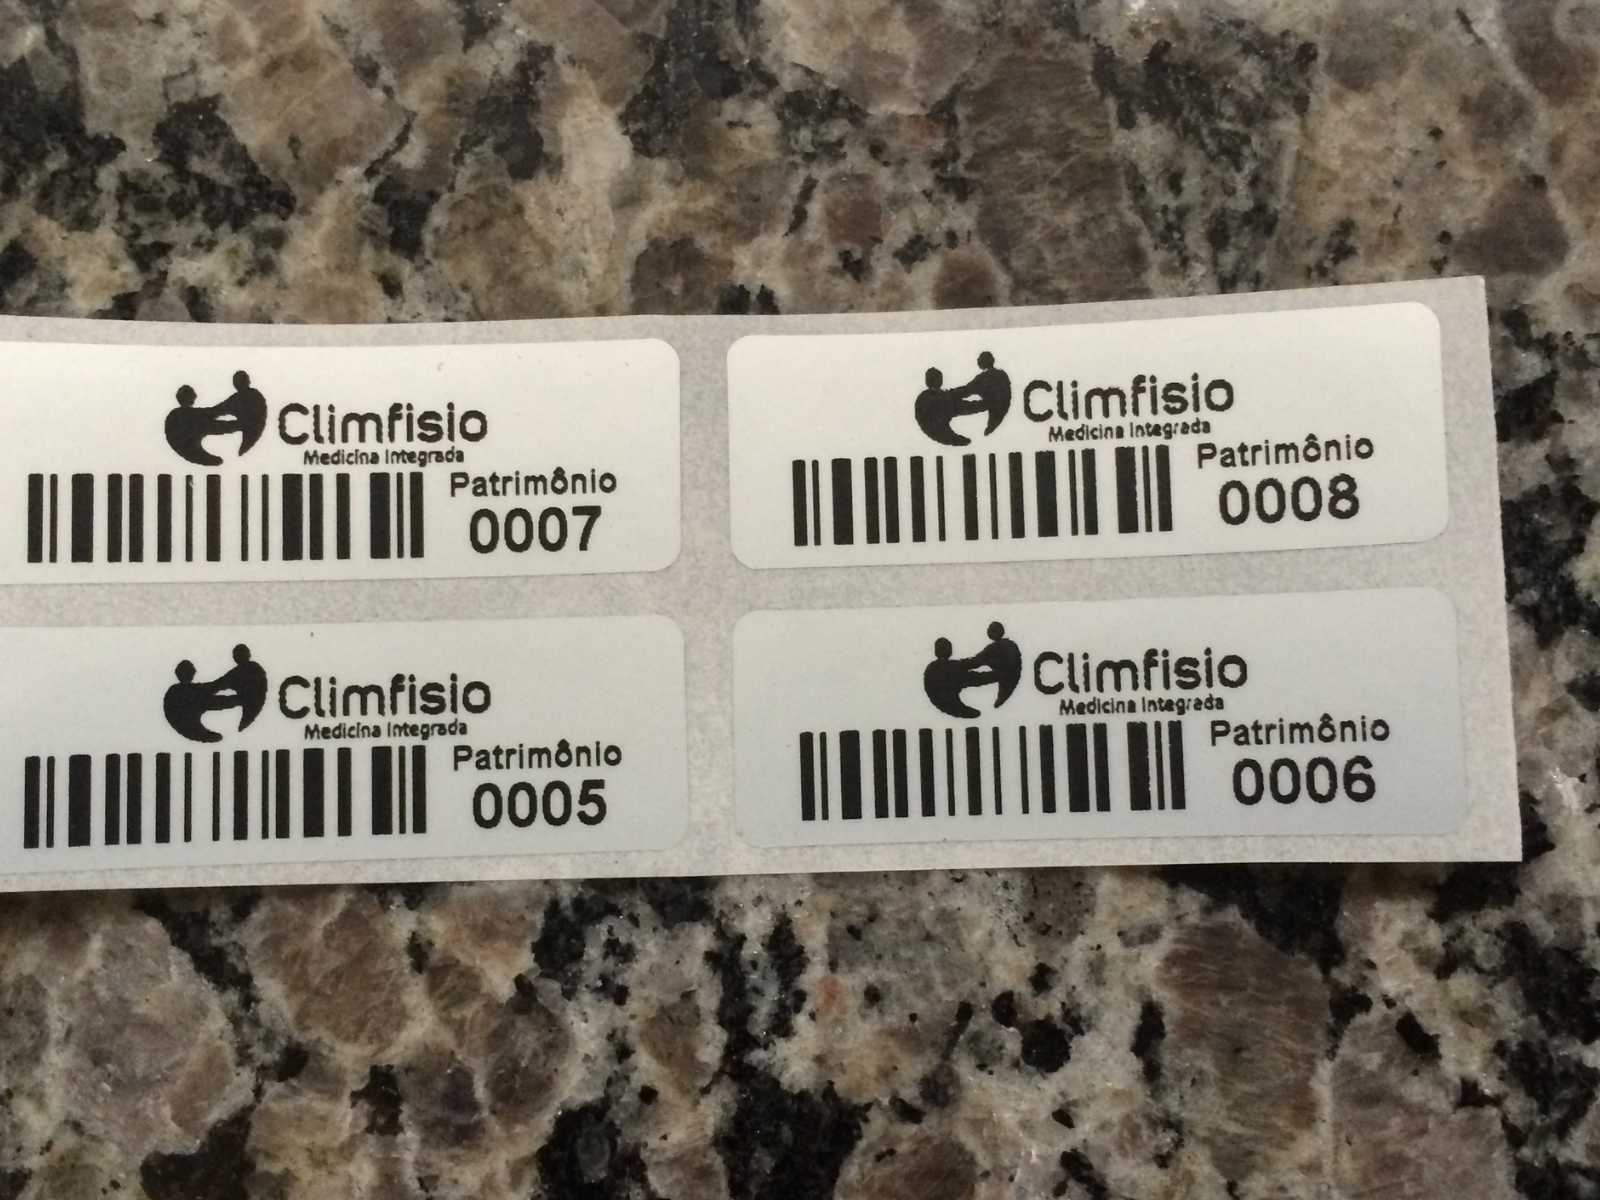 Climfisio
Medicina Integrada
Patrimônio
0007
Climfisio
Medicina Integrada
Patrimônio
0008
Climfisio
Medicina Integrada
Patrimônio
0005
Climfisio
Medicina Integrada
Patrimônio
0006